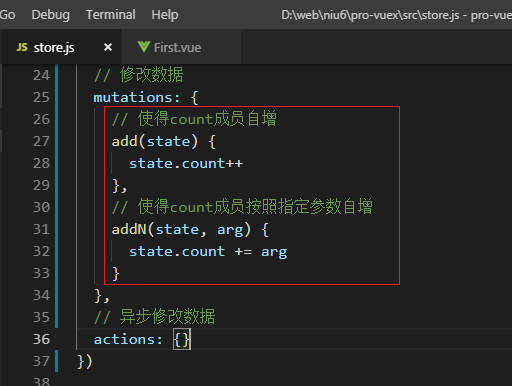 Go Debug Terminal Help D:\web\niu6\pro-vuex\src\store.js - pro-vuex
JS store.js × First.vue
24 // 修改数据
25 mutations: {
26 // 使得count成员自增
27 add(state) {
28 state.count++
29 },
30 // 使得count成员按照指定参数自增
31 addN(state, arg) {
32 state.count += arg
33 }
34 },
35 // 异步修改数据
36 actions: {}
37 })
38